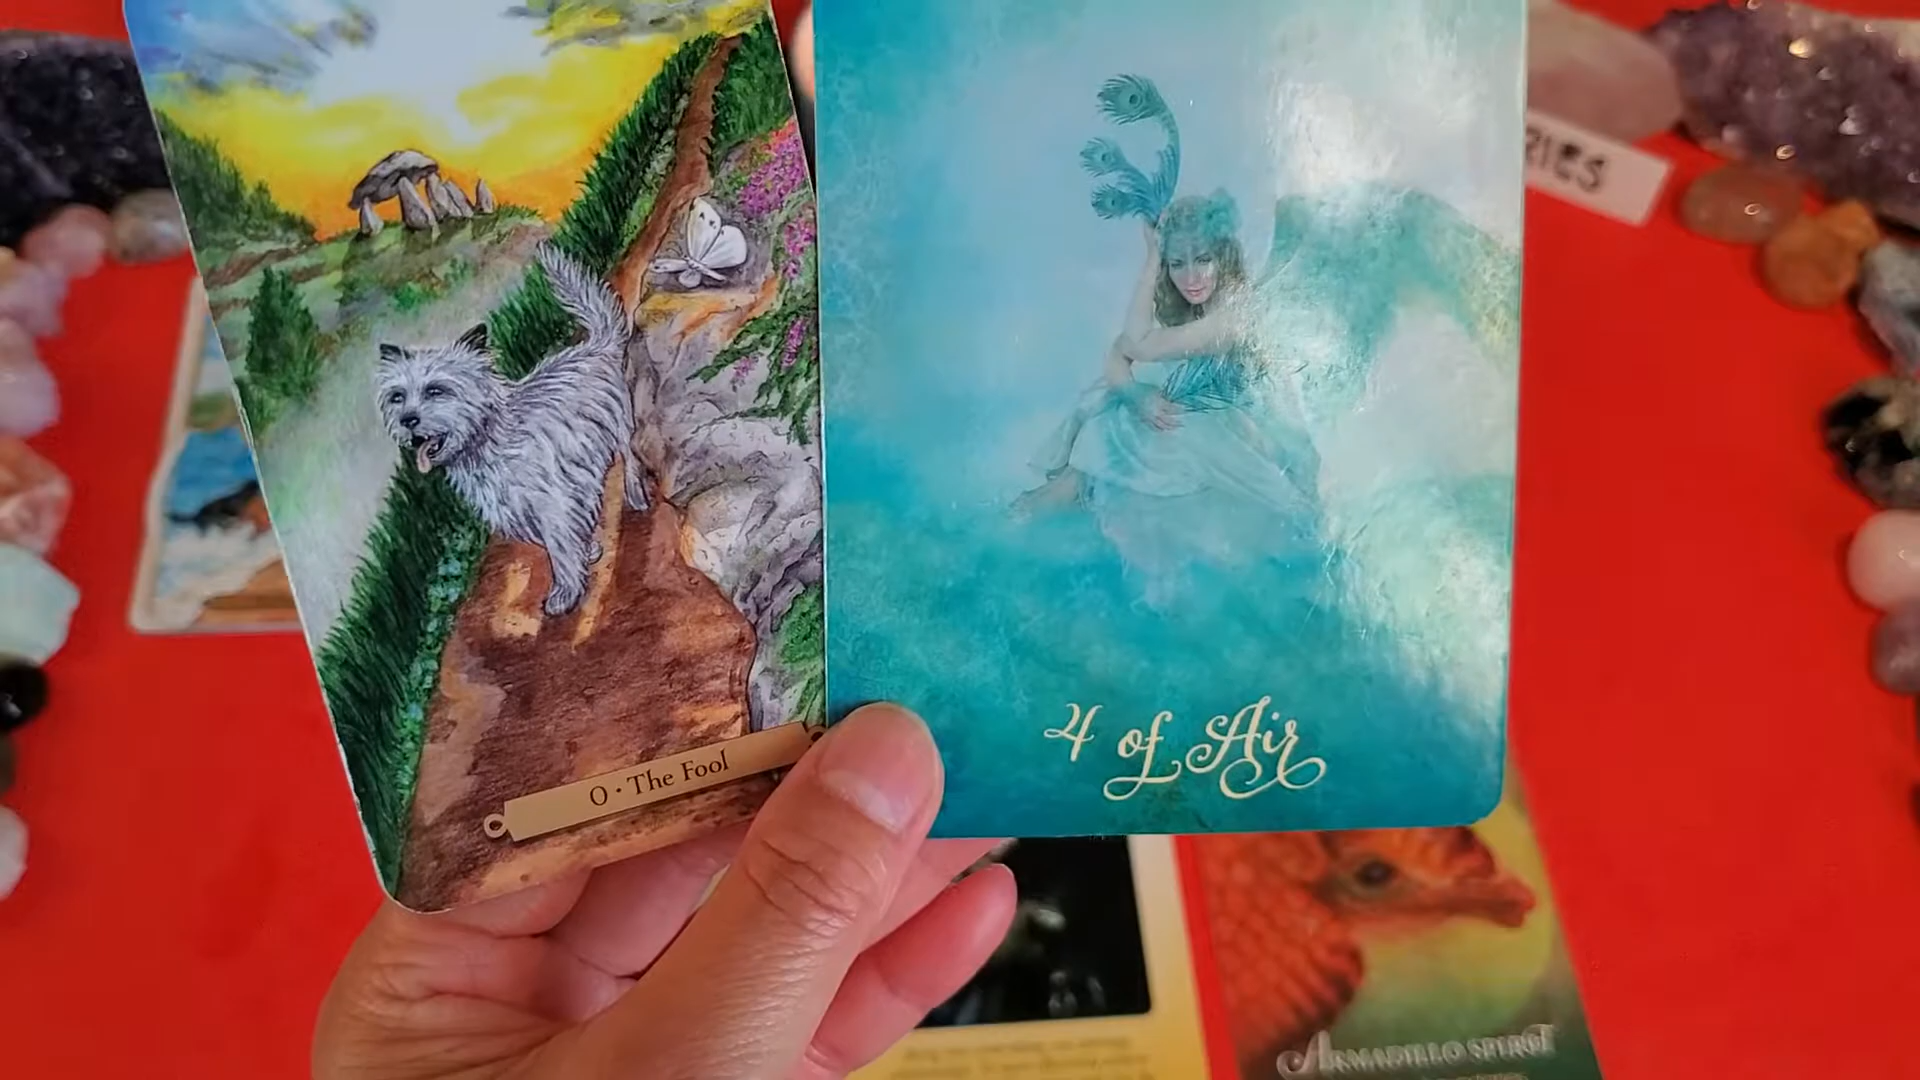 RIES
0 • The Fool
4 of Air
ARMADILLO SPIRIT